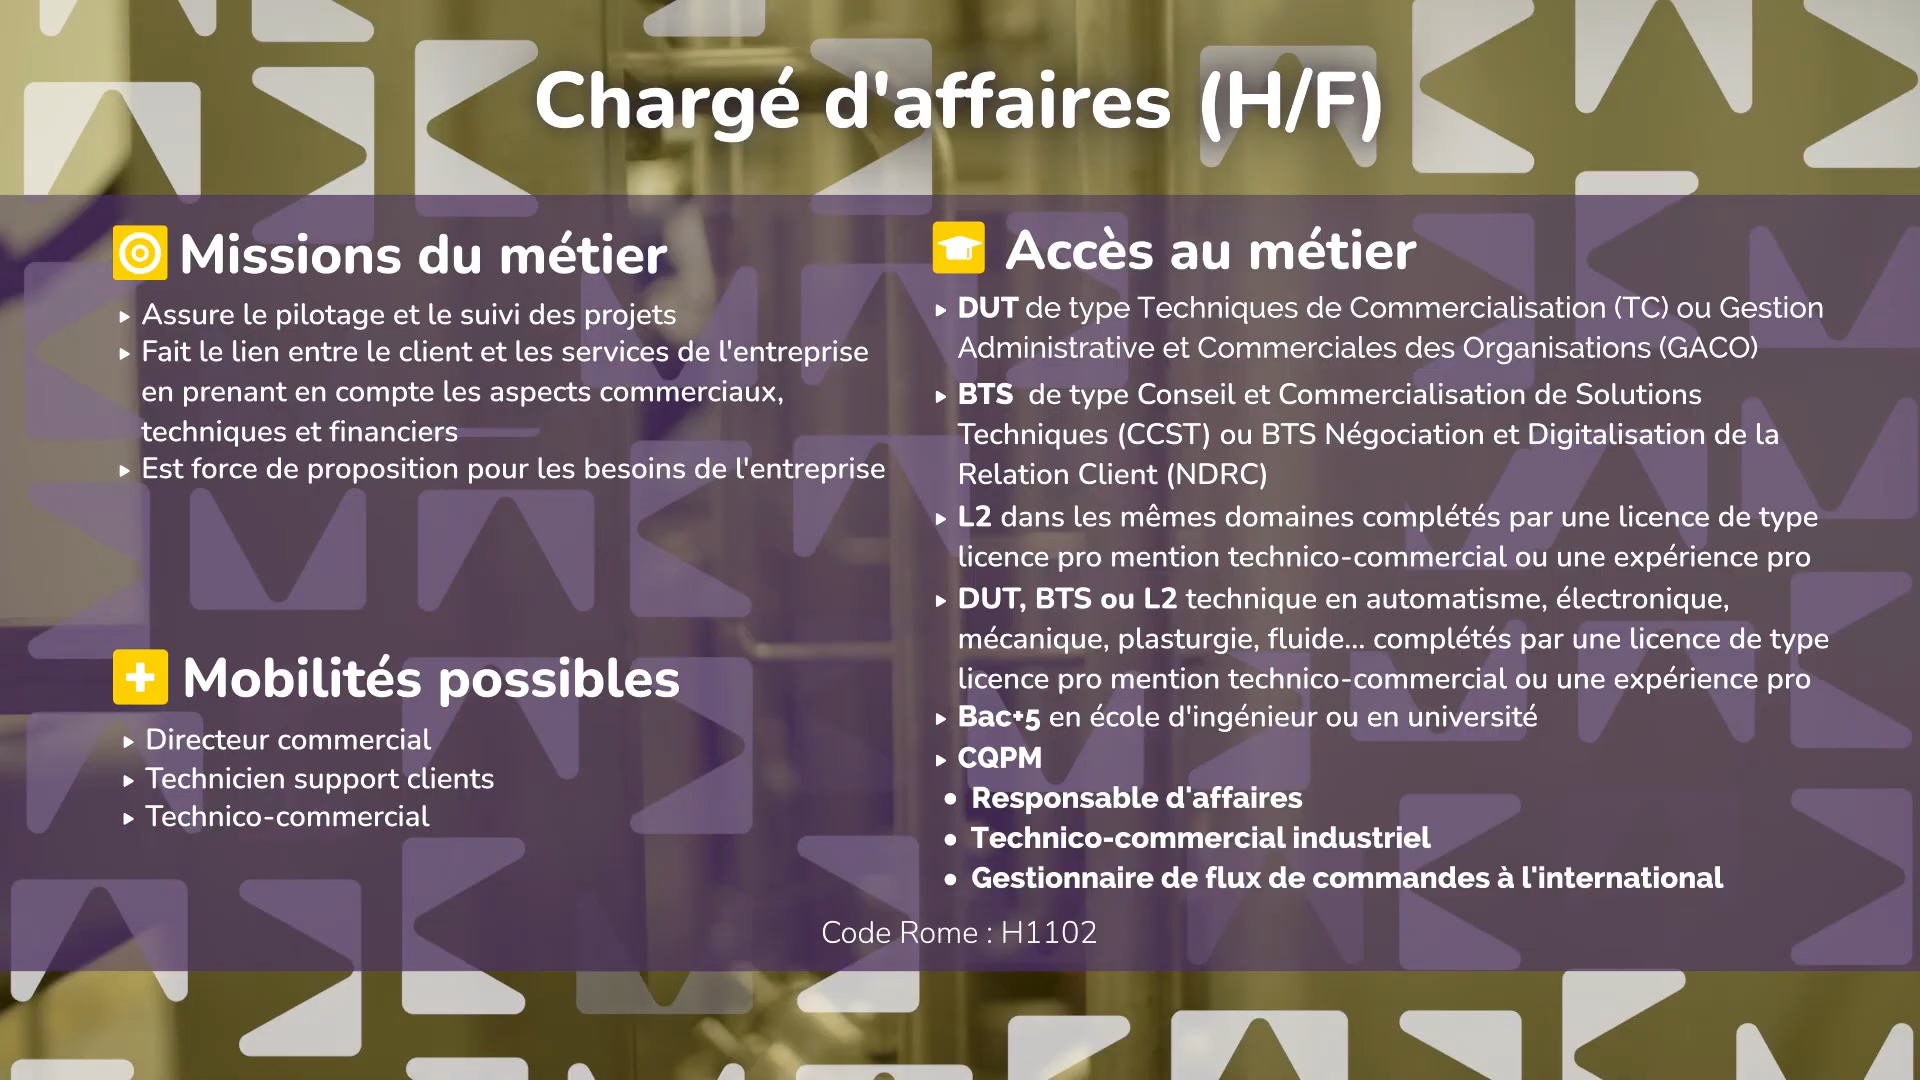 Chargé d'affaires (H/F)
Missions du métier
Assure le pilotage et le suivi des projets
Fait le lien entre le client et les services de l'entreprise
en prenant en compte les aspects commerciaux,
techniques et financiers
Est force de proposition pour les besoins de l'entreprise
Mobilités possibles
Directeur commercial
Technicien support clients
Technico-commercial
Accès au métier
DUT de type Techniques de Commercialisation (TC) ou Gestion
Administrative et Commerciales des Organisations (GACO)
BTS de type Conseil et Commercialisation de Solutions
Techniques (CCST) ou BTS Négociation et Digitalisation de la
Relation Client (NDRC)
L2 dans les mêmes domaines complétés par une licence de type
licence pro mention technico-commercial ou une expérience pro
DUT, BTS ou L2 technique en automatisme, électronique,
mécanique, plasturgie, fluide... complétés par une licence de type
licence pro mention technico-commercial ou une expérience pro
Bac+5 en école d'ingénieur ou en université
CQPM
• Responsable d'affaires
• Technico-commercial industriel
• Gestionnaire de flux de commandes à l'international
Code Rome : H1102